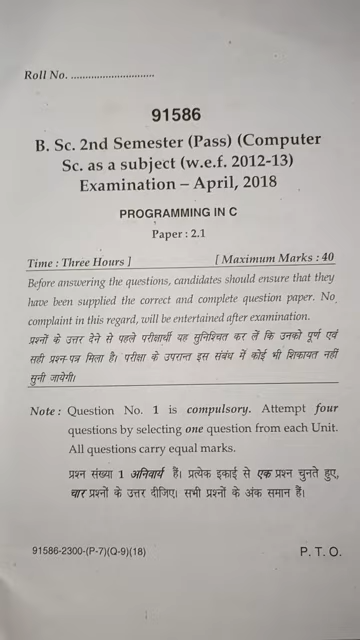 Roll No. ............................
91586
B. Sc. 2nd Semester (Pass) (Computer
Sc. as a subject (w.e.f. 2012-13)
Examination – April, 2018
PROGRAMMING IN C
Paper : 2.1
Time : Three Hours ] [ Maximum Marks : 40
Before answering the questions, candidates should ensure that they
have been supplied the correct and complete question paper. No
complaint in this regard, will be entertained after examination.
प्रश्नों के उत्तर देने से पहले परीक्षार्थी यह सुनिश्चित कर लें कि उनको पूर्ण एवं
सही प्रश्न-पत्र मिला है। परीक्षा के उपरान्त इस संबंध में कोई भी शिकायत नहीं
सुनी जायेगी।
Note : Question No. 1 is compulsory. Attempt four
questions by selecting one question from each Unit.
All questions carry equal marks.
प्रश्न संख्या 1 अनिवार्य हैं। प्रत्येक इकाई से एक प्रश्न चुनते हुए,
चार प्रश्नों के उत्तर दीजिए। सभी प्रश्नों के अंक समान हैं।
91586-2300-(P-7)(Q-9)(18) P. T. O.